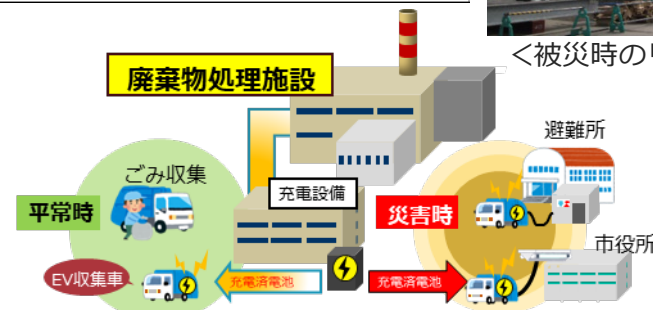 <被災時の
廃棄物処理施設
避難所
ごみ収集
充電設備
平常時
災害時
市役所
EV収集車
充電済電池
充電済電池